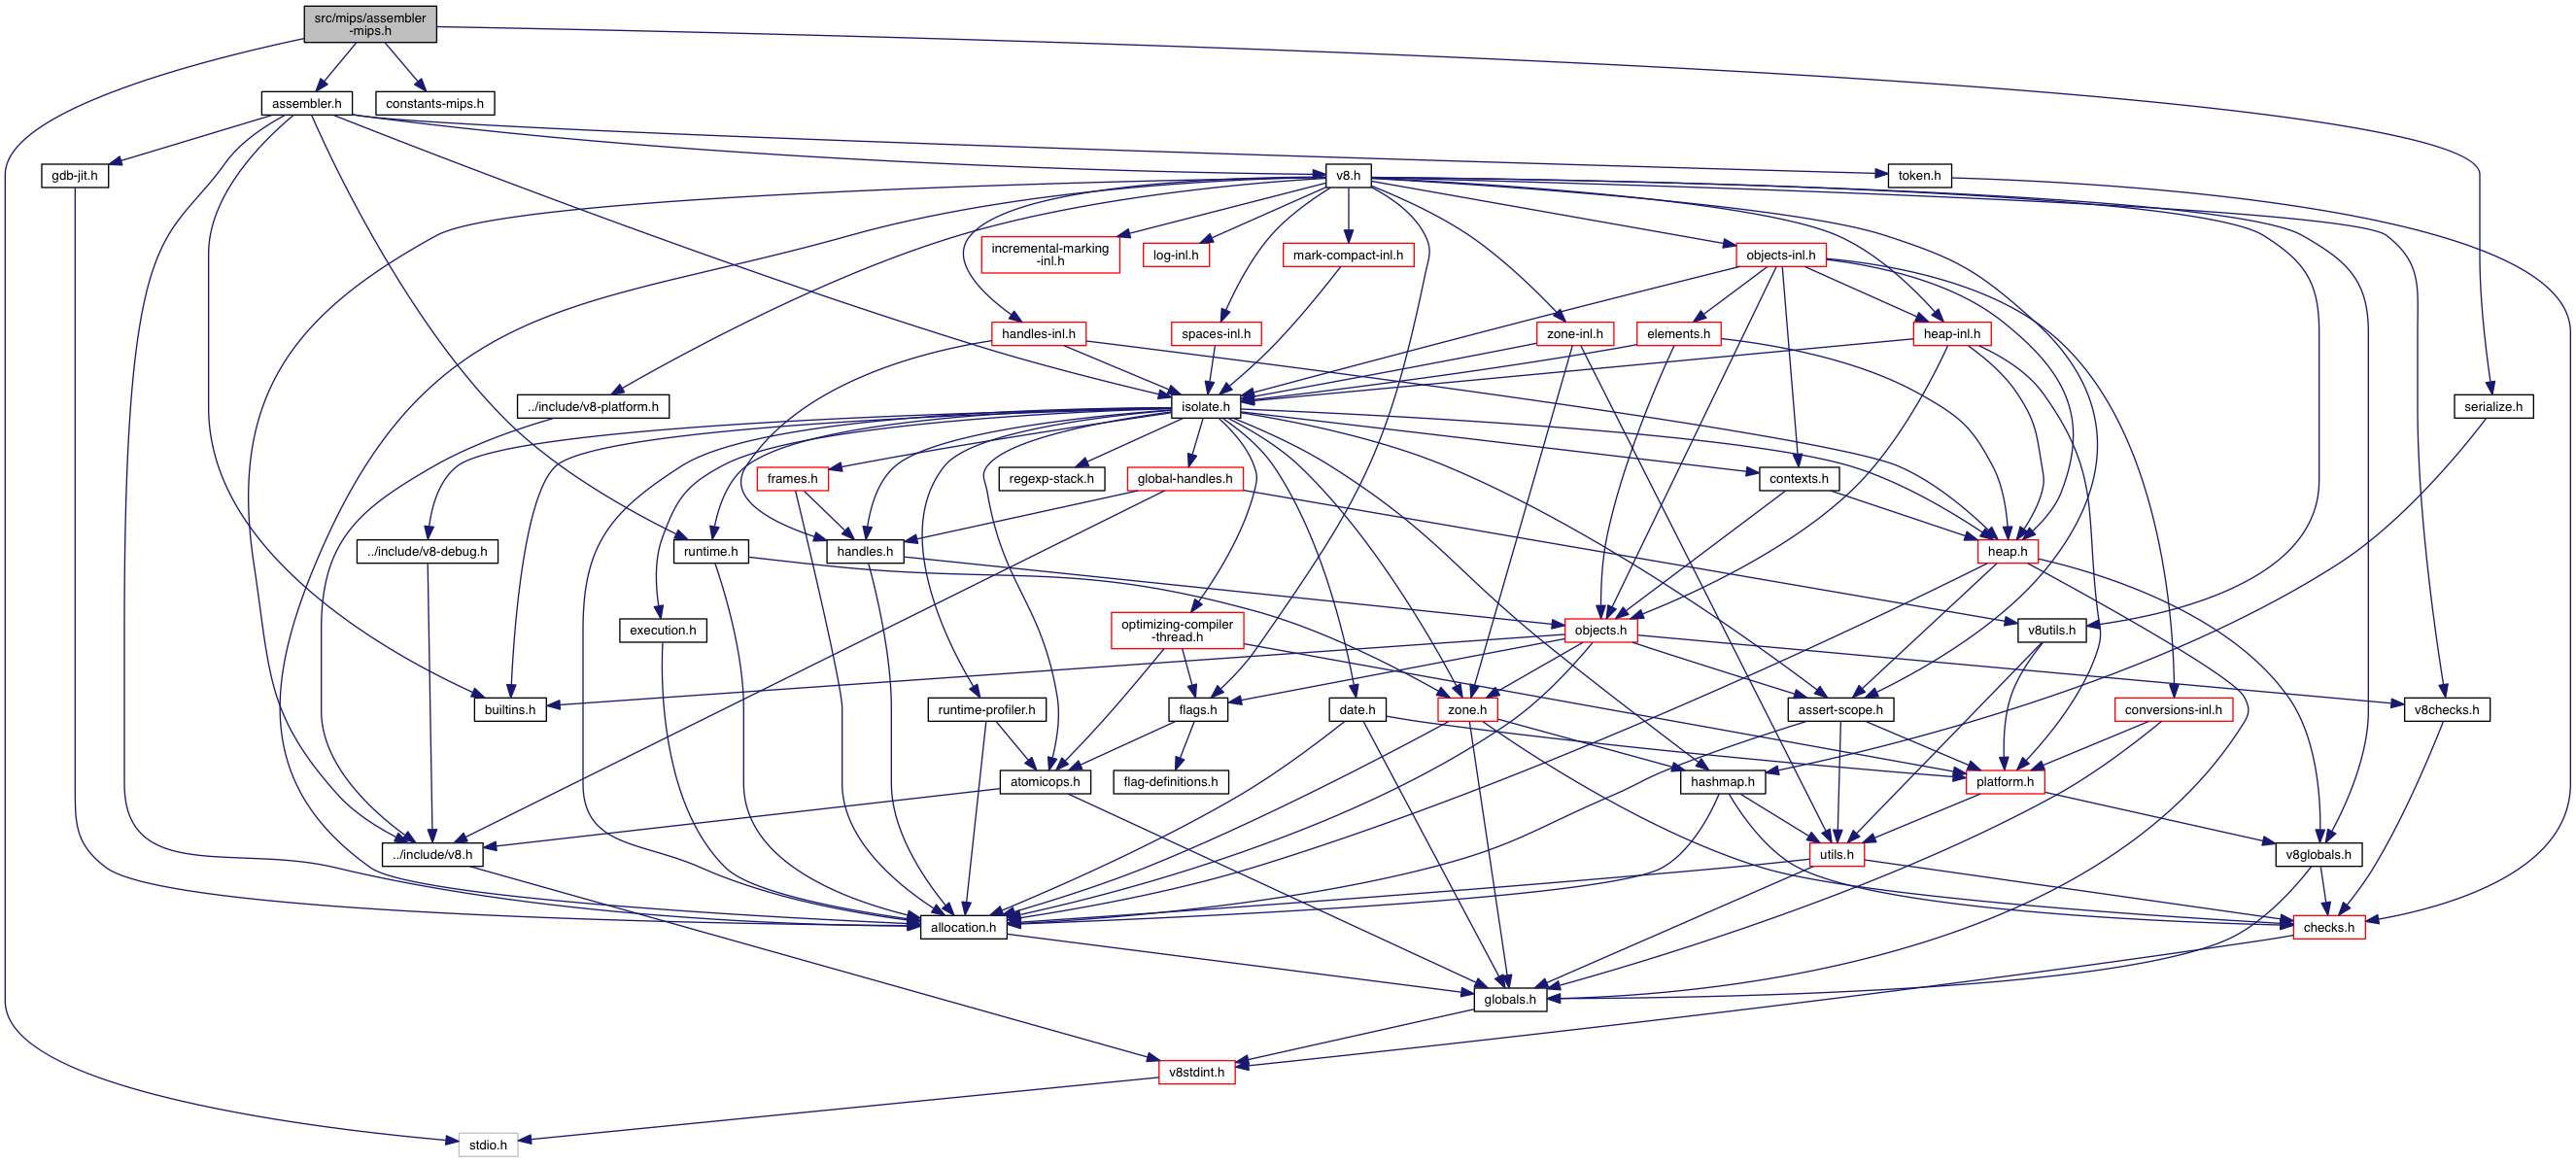 src/mips/assembler
-mips.h
assembler.h
constants-mips.h
gdb-jit.h
v8.h
token.h
incremental-marking
-inl.h
log-inl.h
mark-compact-inl.h
objects-inl.h
handles-inl.h
spaces-inl.h
zone-inl.h
elements.h
heap-inl.h
../include/v8-platform.h
isolate.h
serialize.h
frames.h
regexp-stack.h
global-handles.h
contexts.h
../include/v8-debug.h
runtime.h
handles.h
heap.h
execution.h
optimizing-compiler
-thread.h
objects.h
v8utils.h
builtins.h
runtime-profiler.h
flags.h
date.h
zone.h
assert-scope.h
conversions-inl.h
v8checks.h
atomicops.h
flag-definitions.h
hashmap.h
platform.h
../include/v8.h
utils.h
v8globals.h
allocation.h
checks.h
globals.h
v8stdint.h
stdio.h